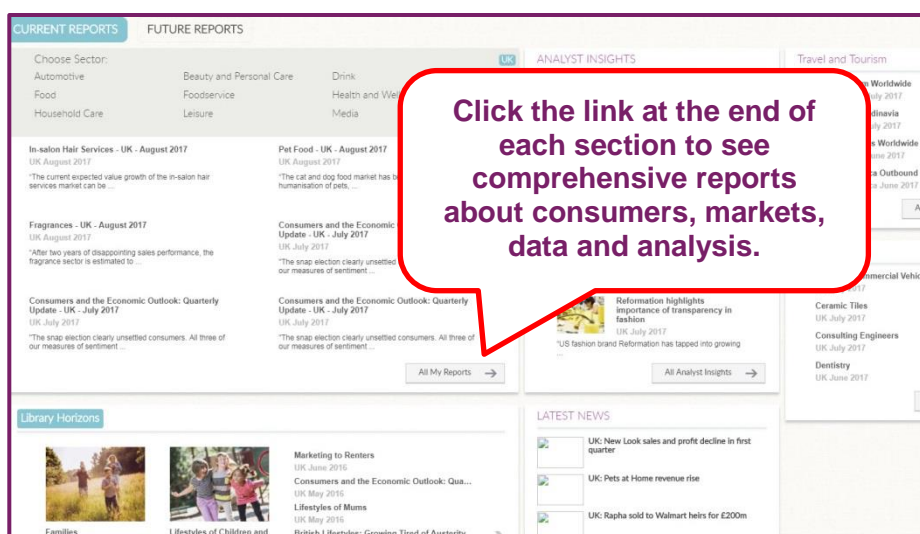 CURRENT REPORTS
FUTURE REPORTS
Choose Sector:
UK
Automotive
Beauty and Personal Care
Drink
Food
Foodservice
Health and Well
Household Care
Leisure
Media
In-salon Hair Services - UK - August 2017
UK August 2017
"The current expected value growth of the in-salon hair
services market can be ...
Pet Food - UK - August 2017
UK August 2017
"The cat and dog food market has b
humanisation of pets, ...
Fragrances - UK - August 2017
UK August 2017
"After two years of disappointing sales performance, the
fragrance sector is estimated to ...
Consumers and the Economic
Update - UK - July 2017
UK July 2017
"The snap election clearly unsettled
our measures of sentiment ...
Consumers and the Economic Outlook: Quarterly
Update - UK - July 2017
UK July 2017
"The snap election clearly unsettled consumers. All three of
our measures of sentiment ...
Consumers and the Economic Outlook: Quarterly
Update - UK - July 2017
UK July 2017
"The snap election clearly unsettled consumers. All three of
our measures of sentiment ...
All My Reports →
ANALYST INSIGHTS
Click the link at the end of
each section to see
comprehensive reports
about consumers, markets,
data and analysis.
Reformation highlights
importance of transparency in
fashion
UK July 2017
"US fashion brand Reformation has tapped into growing
...
All Analyst Insights →
Travel and Tourism
m Worldwide
uly 2017
dinavia
uly 2017
s Worldwide
une 2017
ca Outbound
ca June 2017
A
mmercial Vehic
017
Ceramic Tiles
UK July 2017
Consulting Engineers
UK July 2017
Dentistry
UK June 2017
Library Horizons
Families
Lifestyles of Children and
Marketing to Renters
UK June 2016
Consumers and the Economic Outlook: Qua...
UK May 2016
Lifestyles of Mums
UK May 2016
British Lifestyles: Growing Tired of Austerity
LATEST NEWS
UK: New Look sales and profit decline in first
quarter
UK: Pets at Home revenue rise
UK: Rapha sold to Walmart heirs for £200m